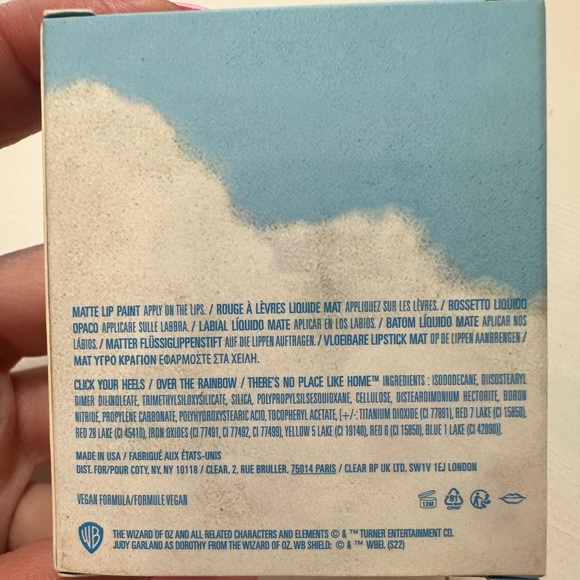 MATTE LIP PAINT APPLY ON THE LIPS. / ROUGE À LÈVRES LIQUIDE MAT APPLIQUEZ SUR LES LÈVRES. / ROSSETTO LIQUIDO
OPACO APPLICARE SULLE LABBRA. / LABIAL LÍQUIDO MATE APLICAR EN LOS LABIOS. / BATOM LÍQUIDO MATE APLICAR NOS
LÁBIOS. / MATTER FLÜSSIGLIPPENSTIFT AUF DIE LIPPEN AUFTRAGEN. / VLOEIBARE LIPSTICK MAT OP DE LIPPEN AANBRENGEN /
ΜΑΤ ΥΓΡΟ ΚΡΑΓΙΟΝ ΕΦΑΡΜΟΣΤΕ ΣΤΑ ΧΕΙΛΗ.
CLICK YOUR HEELS / OVER THE RAINBOW / THERE'S NO PLACE LIKE HOME™ INGREDIENTS : ISODODECANE, DIISOSTEARYL
DIMER DILINOLEATE, TRIMETHYLSILOXYSILICATE, SILICA, POLYPROPYLSILSESQUIOXANE, CELLULOSE, DISTEARDIMONIUM HECTORITE, BORON
NITRIDE, PROPYLENE CARBONATE, POLYHYDROXYSTEARIC ACID, TOCOPHERYL ACETATE, [+/-:TITANIUM DIOXIDE (CI 77891), RED 7 LAKE (CI 15850),
RED 28 LAKE (CI 45410), IRON OXIDES (CI 77491, CI 77492, CI 77499), YELLOW 5 LAKE (CI 19140), RED 6 (CI 15850), BLUE 1 LAKE (CI 42090)].
MADE IN USA / FABRIQUÉ AUX ÉTATS-UNIS
DIST. FOR/POUR COTY, NY, NY 10118 / CLEAR, 2, RUE BRULLER, 75014 PARIS / CLEAR RP UK LTD, SW1V 1EJ LONDON
VEGAN FORMULA/FORMULE VEGAN
12M
81
C/PAP
WB
THE WIZARD OF OZ AND ALL RELATED CHARACTERS AND ELEMENTS © & ™ TURNER ENTERTAINMENT CO.
JUDY GARLAND AS DOROTHY FROM THE WIZARD OF OZ. WB SHIELD: © & ™ WBEI. (S22)